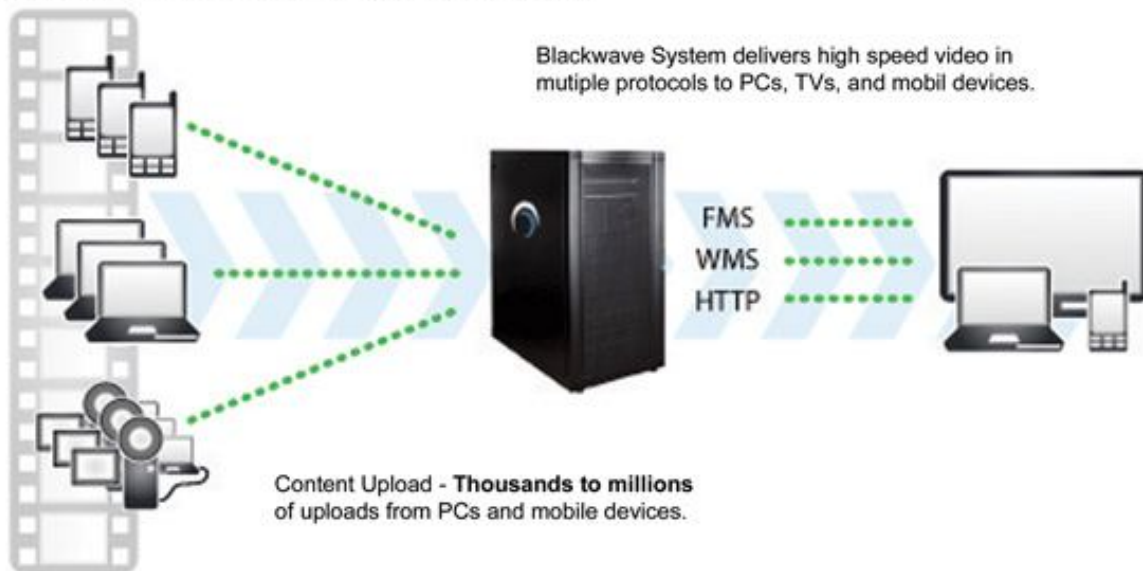 Blackwave System delivers high speed video in
mutiple protocols to PCs, TVs, and mobil devices.
FMS
WMS
HTTP
Content Upload - Thousands to millions
of uploads from PCs and mobile devices.